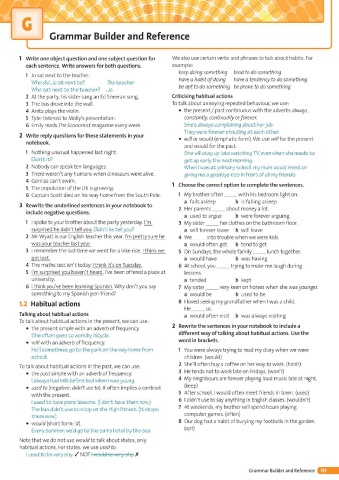 G
Grammar Builder and Reference
1 Write one object question and one subject question for
each sentence. Write answers for both questions.
1 Jo sat next to the teacher.
Who did Jo sit next to? The teacher.
Who sat next to the teacher? Jo.
2 At the party, his sister sang an Ed Sheeran song.
3 The bus drove into the wall.
4 Anita plays the violin.
5 Tyler listened to Molly's presentation.
6 Emily reads The Economist magazine every week.
2 Write reply questions for these statements in your
notebook.
1 Nothing unusual happened last night.
Didn't it?
2 Nobody can speak ten languages.
3 There weren't any humans when dinosaurs were alive.
4 Gorillas can't swim.
5 The population of the UK is growing.
6 Captain Scott died on his way home from the South Pole.
3 Rewrite the underlined sentences in your notebook to
include negative questions.
1 I spoke to your brother about the party yesterday. I'm
surprised he didn't tell you. Didn't he tell you?
2 Mr Wyatt is our English teacher this year. I'm pretty sure he
was your teacher last year.
3 I remember the last time we went for a bike ride. I think we
got lost.
4 The maths test isn't today. I think it's on Tuesday.
5 I'm surprised you haven't heard. I've been offered a place at
university.
6 I think you've been learning Spanish. Why don't you say
something to my Spanish pen-friend?
1.2 Habitual actions
Talking about habitual actions
To talk about habitual actions in the present, we can use:
• the present simple with an adverb of frequency.
She often goes to work by bicycle.
• will with an adverb of frequency.
He'll sometimes go to the park on the way home from
school.
To talk about habitual actions in the past, we can use:
• the past simple with an adverb of frequency.
I always had milk before bed when I was young.
• used to (negative: didn't use to). It often implies a contrast
with the present.
I used to have piano lessons. (I don't have them now.)
The bus didn't use to stop on the High Street. (It stops
there now.)
• would (short form: 'd).
Every summer we'd go to the same hotel by the sea.
Note that we do not use would to talk about states, only
habitual actions. For states, we use used to.
I used to be very shy. ✓ NOT I would be very shy. ✗
We also use certain verbs and phrases to talk about habits. For
example:
keep doing something tend to do something
have a habit of doing have a tendency to do something
be apt to do something be prone to do something
Criticising habitual actions
To talk about annoying repeated behaviour, we use:
• the present / past continuous with the adverbs always,
constantly, continually or forever.
She's always complaining about her job.
They were forever shouting at each other.
• will or would (emphatic form). We use will for the present
and would for the past.
She will stay up late watching TV, even when she needs to
get up early the next morning.
When I was at primary school, my mum would insist on
giving me a goodbye kiss in front of all my friends.
1 Choose the correct option to complete the sentences.
1 My brother often ____ with his bedroom light on.
a falls asleep b is falling asleep
2 Her parents ____ about money a lot.
a used to argue b were forever arguing
3 My sister ____ her clothes on the bathroom floor.
a will forever leave b will leave
4 We ____ into trouble when we were kids.
a would often get b tend to get
5 On Sundays, the whole family ____ lunch together.
a would have b was having
6 At school, you ____ trying to make me laugh during
lessons.
a tended b kept
7 My sister ____ very keen on horses when she was younger.
a would be b used to be
8 I loved seeing my grandfather when I was a child.
He ____ us.
a would often visit b was always visiting
2 Rewrite the sentences in your notebook to include a
different way of talking about habitual actions. Use the
word in brackets.
1 You were always trying to read my diary when we were
children. (would)
2 She'll often buy a coffee on her way to work. (habit)
3 He tends not to work late on Fridays. (won't)
4 My neighbours are forever playing loud music late at night.
(keep)
5 After school, I would often meet friends in town. (used)
6 I didn't use to say anything in English classes. (wouldn't)
7 At weekends, my brother will spend hours playing
computer games. (often)
8 Our dog had a habit of burying my football in the garden.
(apt)
Grammar Builder and Reference